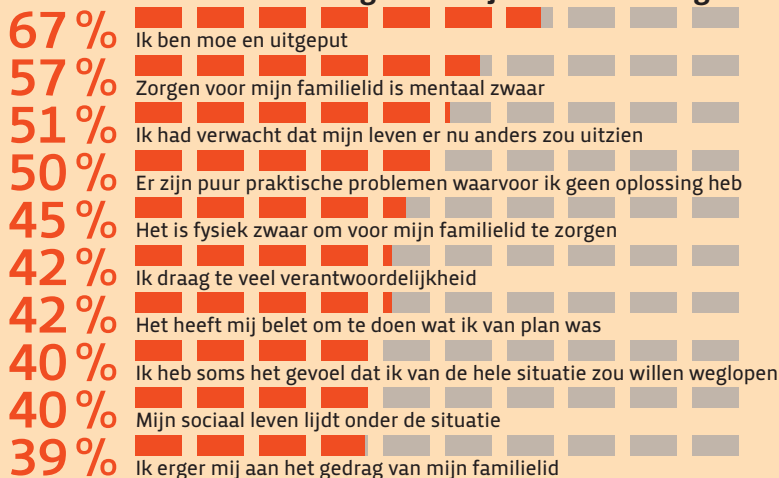 67%
Ik ben moe en uitgeput
57%
Zorgen voor mijn familielid is mentaal zwaar
51%
Ik had verwacht dat mijn leven er nu anders zou uitzien
50%
Er zijn puur praktische problemen waarvoor ik geen oplossing heb
45%
Het is fysiek zwaar om voor mijn familielid te zorgen
42%
Ik draag te veel verantwoordelijkheid
42%
Het heeft mij belet om te doen wat ik van plan was
40%
Ik heb soms het gevoel dat ik van de hele situatie zou willen weglopen
40%
Mijn sociaal leven lijdt onder de situatie
39%
Ik erger mij aan het gedrag van mijn familielid